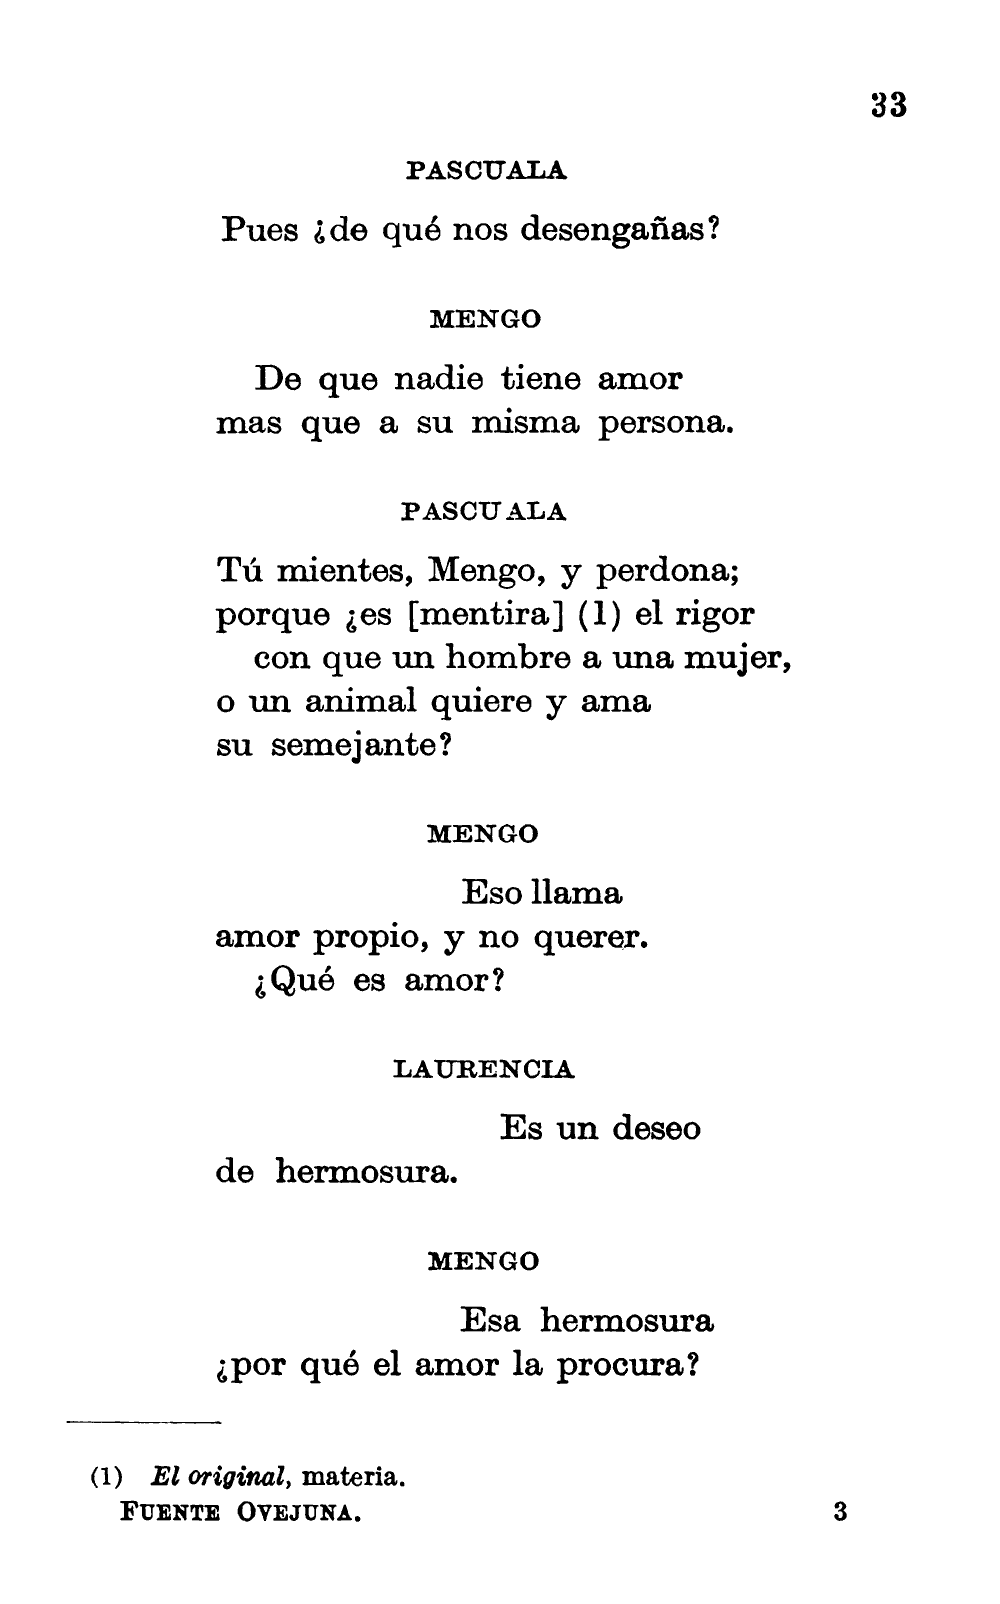 33
PASCUALA
Pues ¿de qué nos desengañas?
MENGO
De que nadie tiene amor
mas que a su misma persona.
PASCUALA
Tú mientes, Mengo, y perdona;
porque ¿es [mentira] (1) el rigor
con que un hombre a una mujer,
o un animal quiere y ama
su semejante?
MENGO
Eso llama
amor propio, y no querer.
¿Qué es amor?
LAURENCIA
Es un deseo
de hermosura.
MENGO
Esa hermosura
¿por qué el amor la procura?
(1) El original, materia.
FUENTE OVEJUNA. 3